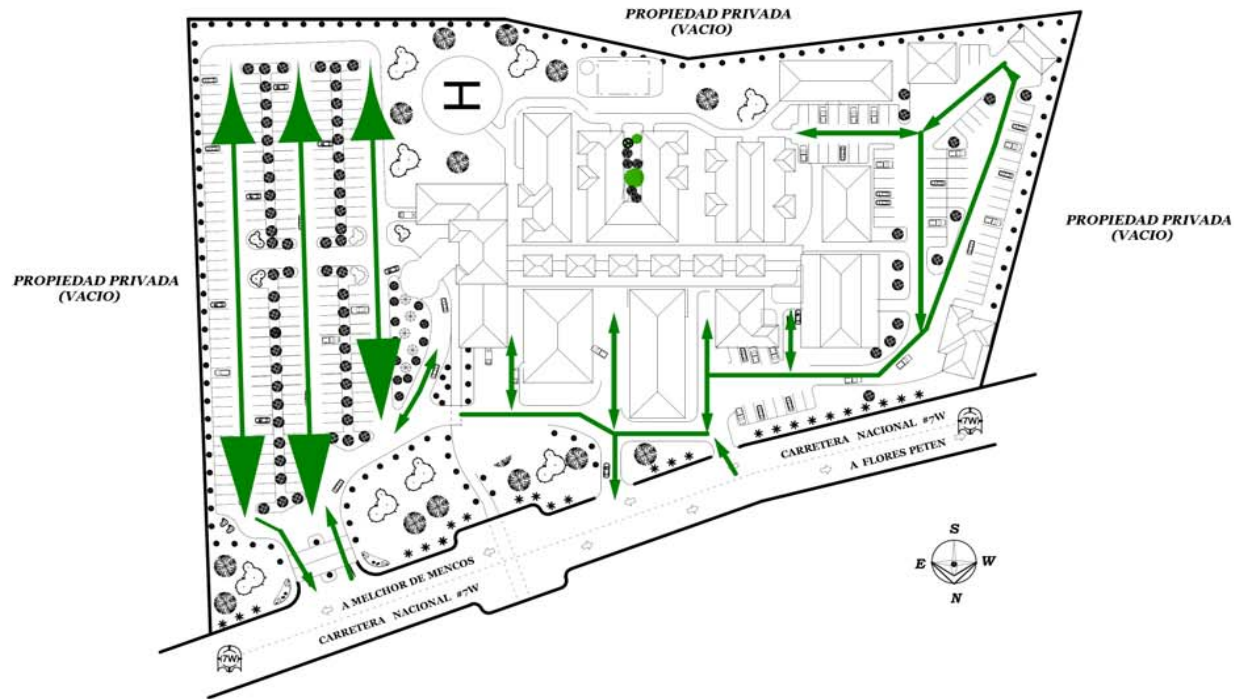 PROPIEDAD PRIVADA
(VACIO)
H
PROPIEDAD PRIVADA
(VACIO)
PROPIEDAD PRIVADA
(VACIO)
7W
CARRETERA NACIONAL #7W
A FLORES PETEN
S
E W
N
A MELCHOR DE MENCOS
CARRETERA NACIONAL #7W
7W